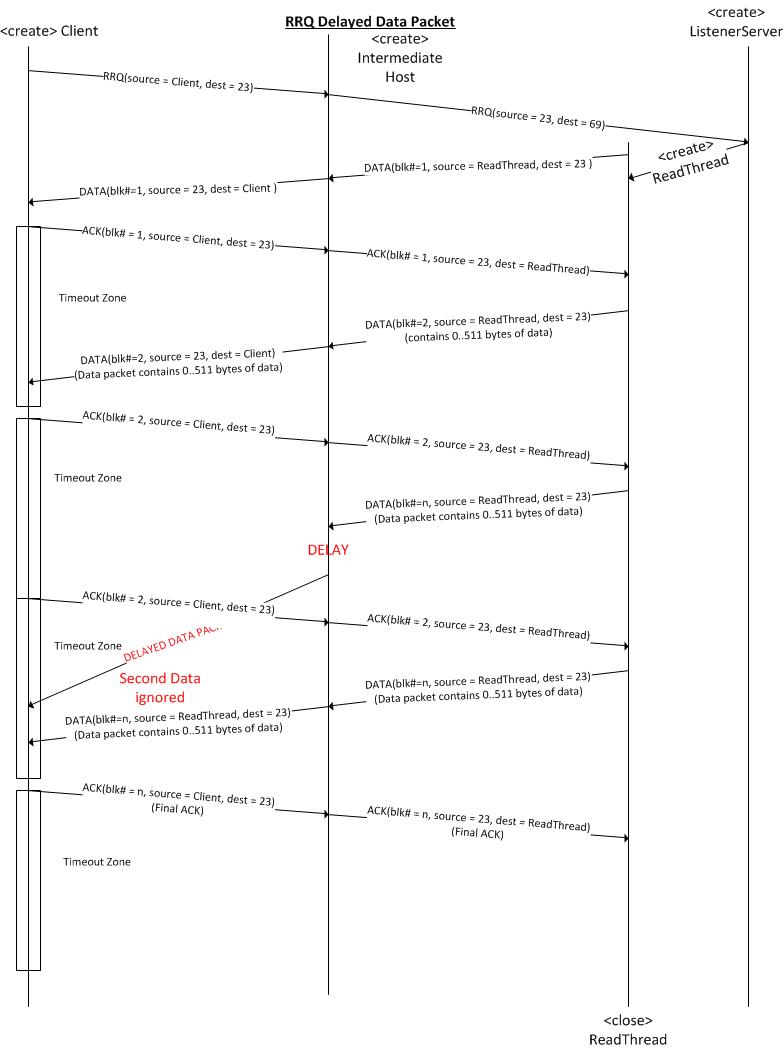 RRQ Delayed Data Packet
<create> Client
<create>
Intermediate
Host
<create>
ListenerServer
RRQ(source = Client, dest = 23)
RRQ(source = 23, dest = 69)
<create>
ReadThread
DATA(blk#=1, source = ReadThread, dest = 23 )
DATA(blk#=1, source = 23, dest = Client )
ACK(blk# = 1, source = Client, dest = 23)
ACK(blk# = 1, source = 23, dest = ReadThread)
Timeout Zone
DATA(blk#=2, source = ReadThread, dest = 23)
(contains 0..511 bytes of data)
DATA(blk#=2, source = 23, dest = Client)
(Data packet contains 0..511 bytes of data)
ACK(blk# = 2, source = Client, dest = 23)
ACK(blk# = 2, source = 23, dest = ReadThread)
Timeout Zone
DATA(blk#=n, source = ReadThread, dest = 23)
(Data packet contains 0..511 bytes of data)
DELAY
ACK(blk# = 2, source = Client, dest = 23)
ACK(blk# = 2, source = 23, dest = ReadThread)
Timeout Zone
DELAYED DATA
Second Data
ignored
DATA(blk#=n, source = ReadThread, dest = 23)
(Data packet contains 0..511 bytes of data)
DATA(blk#=n, source = ReadThread, dest = 23)
(Data packet contains 0..511 bytes of data)
ACK(blk# = n, source = Client, dest = 23)
(Final ACK)
ACK(blk# = n, source = 23, dest = ReadThread)
(Final ACK)
Timeout Zone
<close>
ReadThread